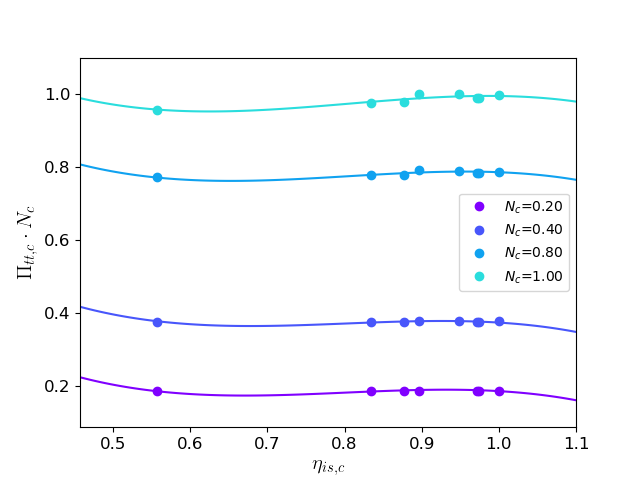 1.0
0.8
0.6
0.4
0.2
Π_{tt,c} · N_c
N_c=0.20
N_c=0.40
N_c=0.80
N_c=1.00
0.5 0.6 0.7 0.8 0.9 1.0 1.1
η_{is,c}